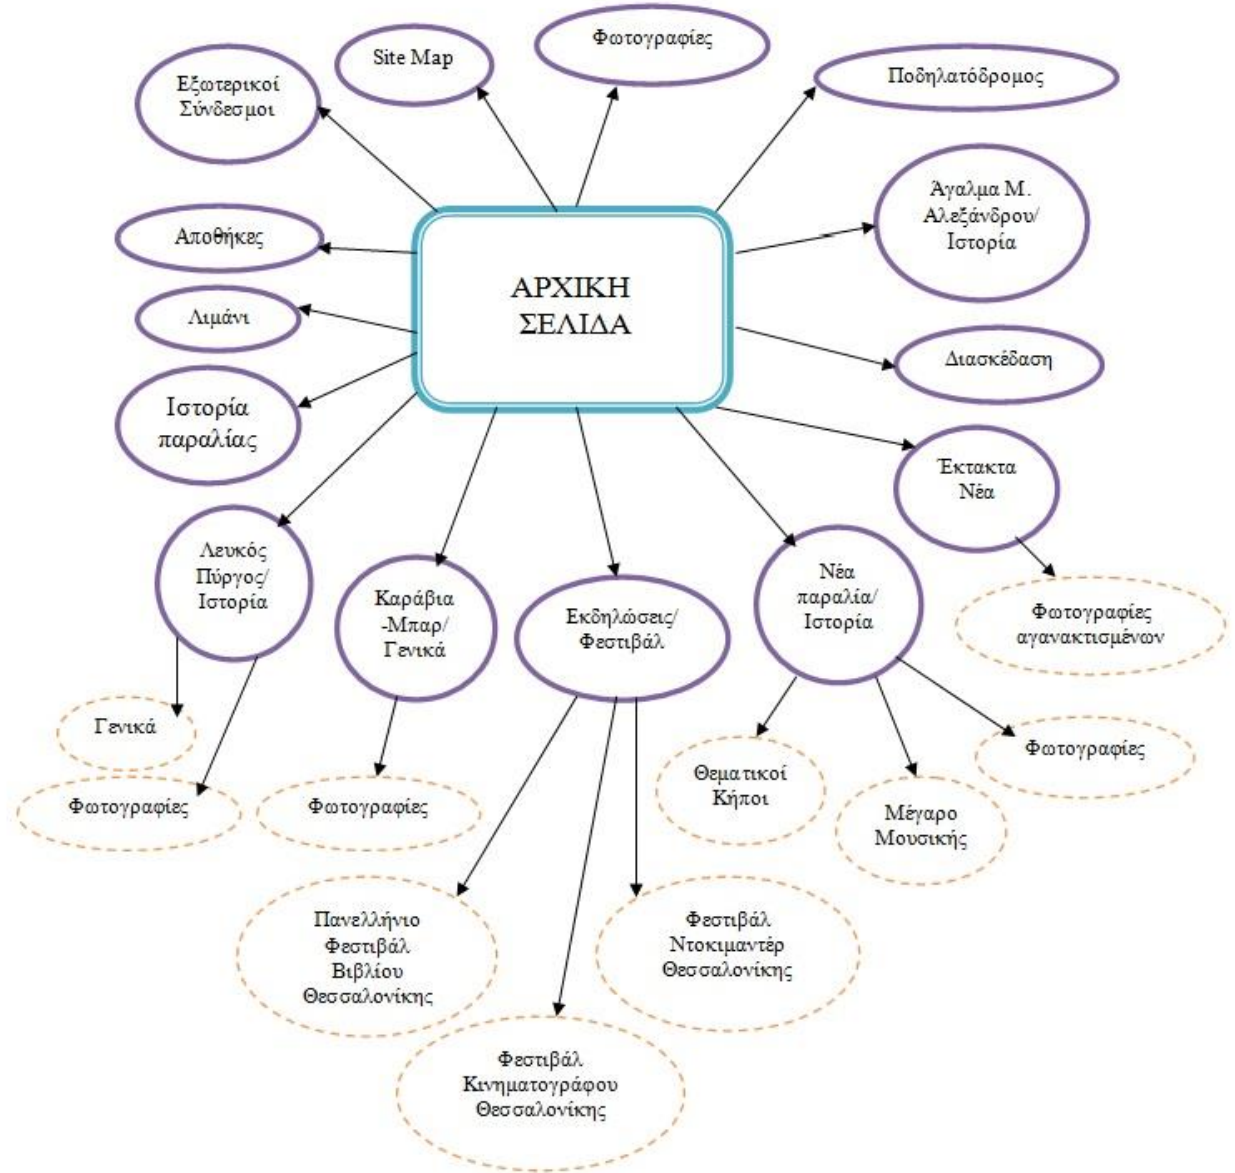 Φωτογραφίες
Site Map
Ποδηλατόδρομος
Εξωτερικοί
Σύνδεσμοι
Άγαλμα Μ.
Αλεξάνδρου/
Ιστορία
Αποθήκες
ΑΡΧΙΚΗ
ΣΕΛΙΔΑ
Λιμάνι
Διασκέδαση
Ιστορία
παραλίας
Έκτακτα
Νέα
Λευκός
Πύργος/
Ιστορία
Καράβια
-Μπαρ/
Γενικά
Εκδηλώσεις/
Φεστιβάλ
Νέα
παραλία/
Ιστορία
Φωτογραφίες
αγανακτισμένων
Γενικά
Φωτογραφίες
Φωτογραφίες
Θεματικοί
Κήποι
Μέγαρο
Μουσικής
Φωτογραφίες
Πανελλήνιο
Φεστιβάλ
Βιβλίου
Θεσσαλονίκης
Φεστιβάλ
Ντοκιμαντέρ
Θεσσαλονίκης
Φεστιβάλ
Κινηματογράφου
Θεσσαλονίκης